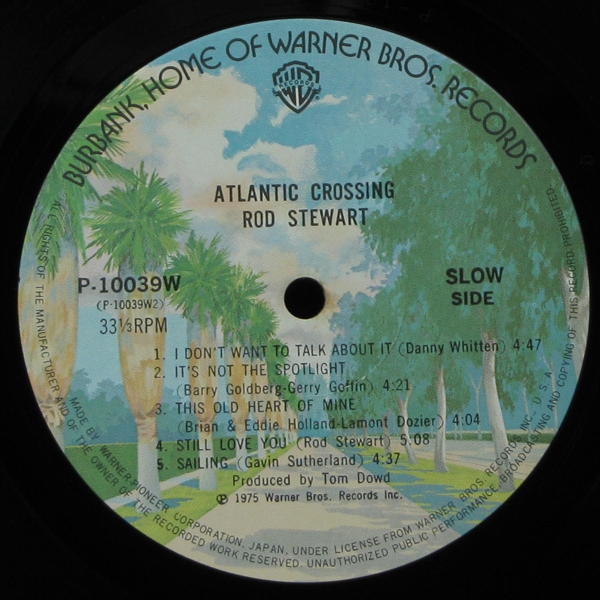 BURBANK, HOME OF WARNER BROS. RECORDS
WB
RECORDS
ATLANTIC CROSSING
ROD STEWART
P-10039W
(P-10039W2)
33⅓RPM
SLOW
SIDE
1. I DON'T WANT TO TALK ABOUT IT (Danny Whitten) 4:47
2. IT'S NOT THE SPOTLIGHT
(Barry Goldberg-Gerry Goffin) 4:21
3. THIS OLD HEART OF MINE
(Brian & Eddie Holland-Lamont Dozier) 4:04
4. STILL LOVE YOU (Rod Stewart) 5.08
5. SAILING (Gavin Sutherland) 4:37
Produced by Tom Dowd
℗ 1975 Warner Bros. Records Inc.
MADE BY WARNER-PIONEER CORPORATION, JAPAN, UNDER LICENSE FROM WARNER BROS. RECORDS INC., U.S.A.
ALL RIGHTS OF THE MANUFACTURER AND OF THE OWNER OF THE RECORDED WORK RESERVED. UNAUTHORIZED PUBLIC PERFORMANCE, BROADCASTING AND COPYING OF THIS RECORD PROHIBITED.